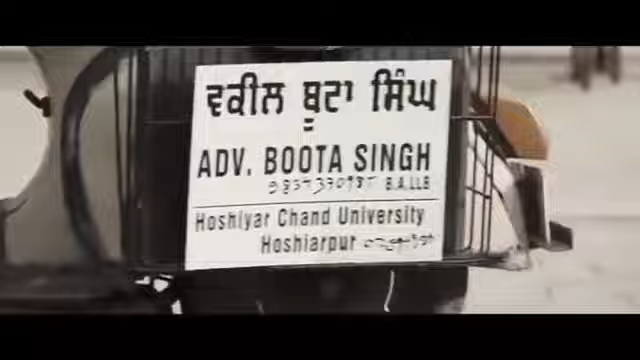 ਵਕੀਲ ਬੂਟਾ ਸਿੰਘ
ADV. BOOTA SINGH
B.A.LLB
Hoshiyar Chand University
Hoshiarpur